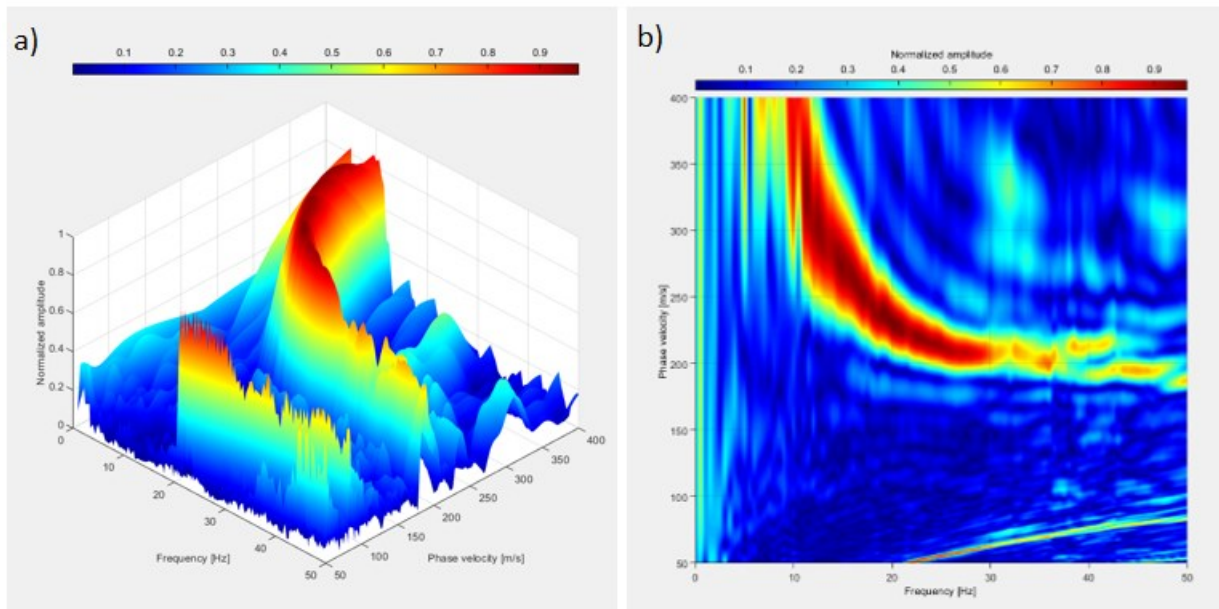 a)
0.1 0.2 0.3 0.4 0.5 0.6 0.7 0.8 0.9
1
0.8
0.6
0.4
0.2
0
Normalized amplitude
0
10
20
30
40
50
Frequency [Hz]
50
100
150
200
250
300
350
400
Phase velocity [m/s]
b)
Normalized amplitude
0.1 0.2 0.3 0.4 0.5 0.6 0.7 0.8 0.9
400
350
300
250
200
150
100
50
Phase velocity [m/s]
0 10 20 30 40 50
Frequency [Hz]